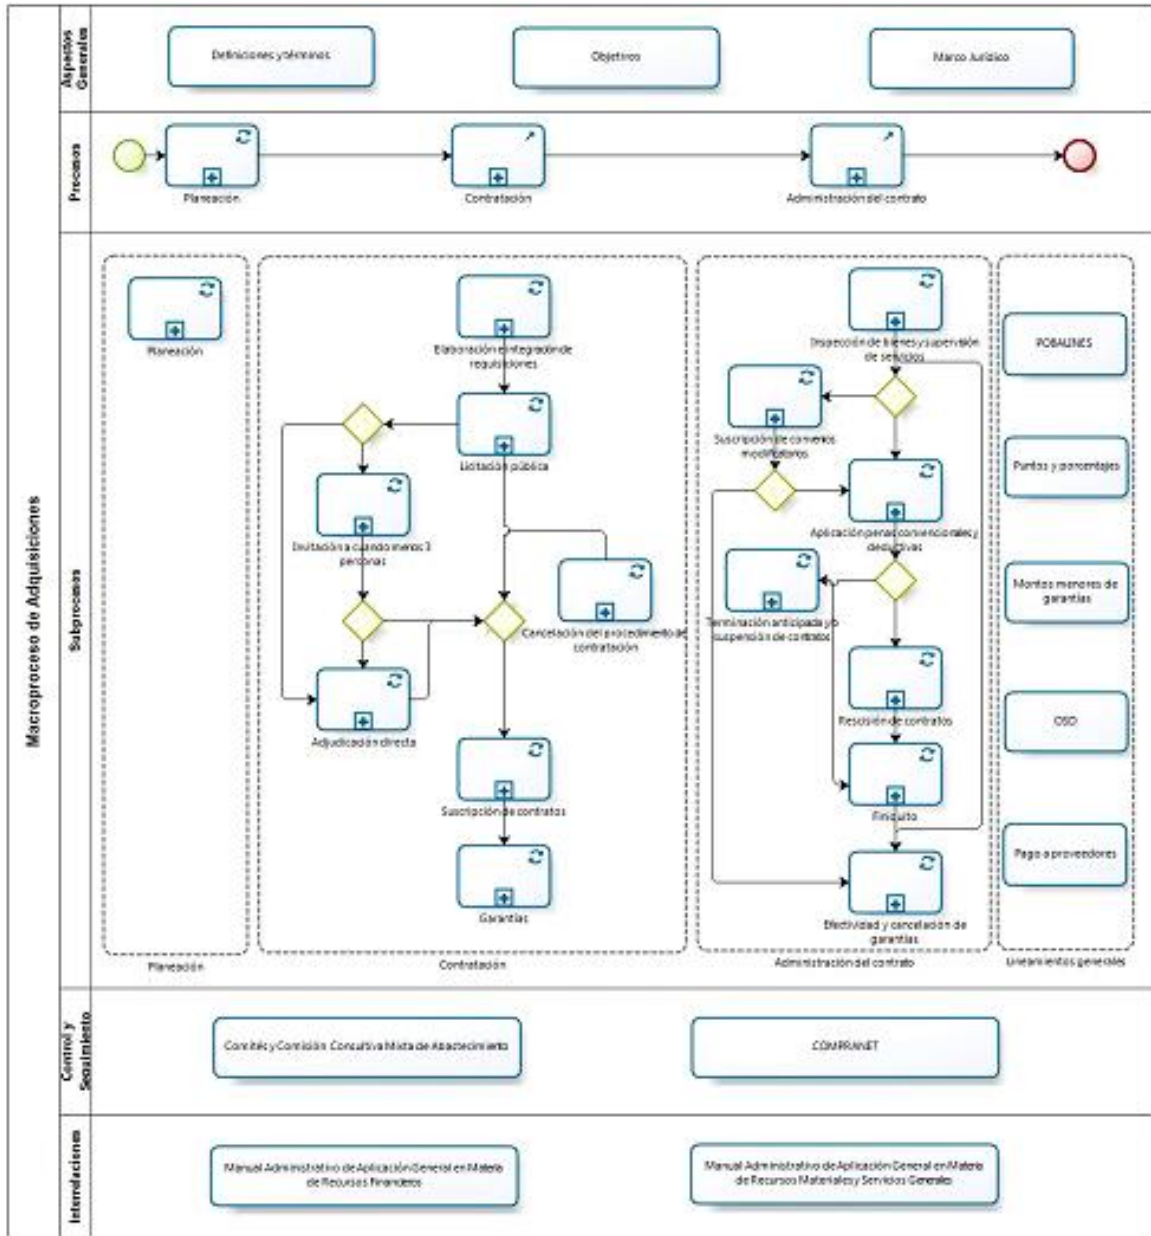 Macroproceso de Adquisiciones
Aspectos
Generales
Definiciones y términos
Objetivos
Marco Jurídico
Procesos
Planeación
Contratación
Administración del contrato
Subprocesos
Planeación
Planeación
Elaboración e integración de
requisiciones
Licitación pública
Invitación a cuando menos 3
personas
Cancelación del procedimiento de
contratación
Adjudicación directa
Suscripción de contratos
Garantías
Contratación
Inspección de bienes y supervisión
de servicios
Suscripción de convenios
modificatorios
Aplicación penas convencionales y
deductivas
Terminación anticipada y/o
suspensión de contratos
Rescisión de contratos
Finiquito
Efectividad y cancelación de
garantías
Administración del contrato
POBALINES
Puntos y porcentajes
Montos menores de
garantías
OSD
Pago a proveedores
Lineamientos generales
Control y
Seguimiento
Comités y Comisión Consultiva Mixta de Abastecimiento
COMPRANET
Interrelaciones
Manual Administrativo de Aplicación General en Materia
de Recursos Financieros
Manual Administrativo de Aplicación General en Materia
de Recursos Materiales y Servicios Generales